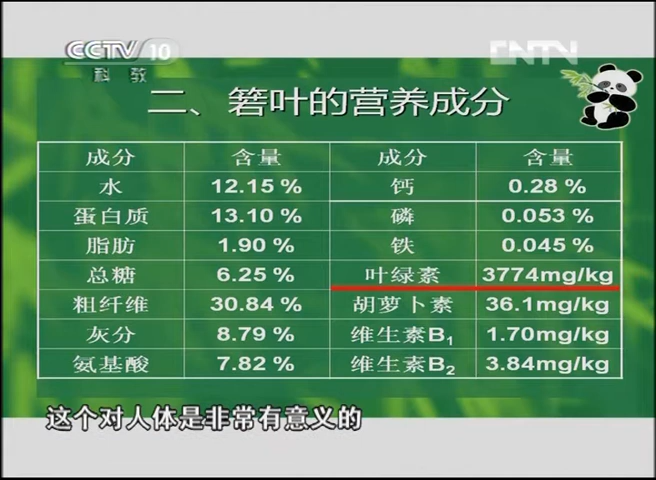 CCTV 10
科教
CNTV
二、箬叶的营养成分
成分 含量 成分 含量
水 12.15 % 钙 0.28 %
蛋白质 13.10 % 磷 0.053 %
脂肪 1.90 % 铁 0.045 %
总糖 6.25 % 叶绿素 3774mg/kg
粗纤维 30.84 % 胡萝卜素 36.1mg/kg
灰分 8.79 % 维生素B1 1.70mg/kg
氨基酸 7.82 % 维生素B2 3.84mg/kg
这个对人体是非常有意义的